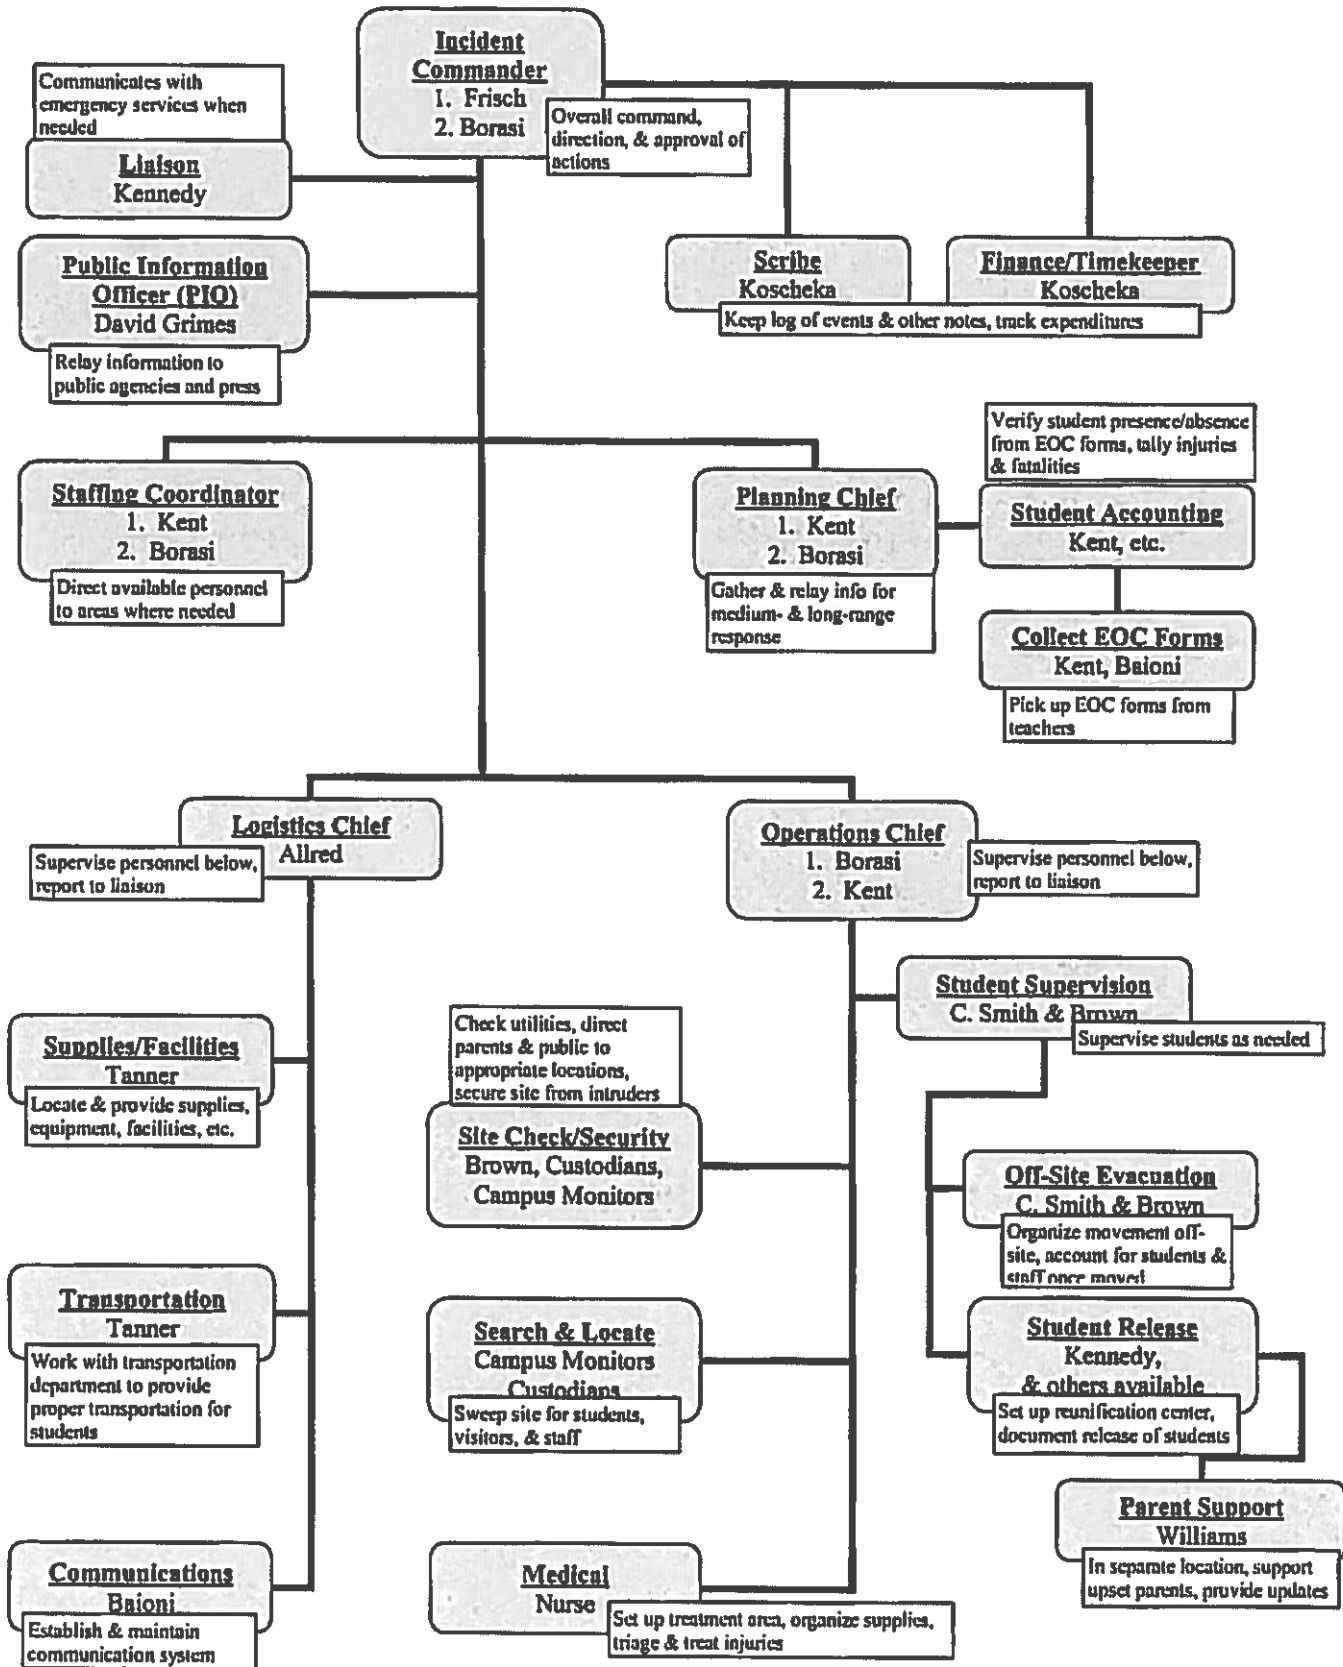 Incident
Commander
1. Frisch
2. Borasi
Overall command,
direction, & approval of
actions
Communicates with
emergency services when
needed
Liaison
Kennedy
Public Information
Officer (PIO)
David Grimes
Relay information to
public agencies and press
Scribe
Koscheka
Finance/Timekeeper
Koscheka
Keep log of events & other notes, track expenditures
Staffing Coordinator
1. Kent
2. Borasi
Direct available personnel
to areas where needed
Planning Chief
1. Kent
2. Borasi
Gather & relay info for
medium- & long-range
response
Verify student presence/absence
from EOC forms, tally injuries
& fatalities
Student Accounting
Kent, etc.
Collect EOC Forms
Kent, Baioni
Pick up EOC forms from
teachers
Logistics Chief
Allred
Supervise personnel below,
report to liaison
Operations Chief
1. Borasi
2. Kent
Supervise personnel below,
report to liaison
Supplies/Facilities
Tanner
Locate & provide supplies,
equipment, facilities, etc.
Transportation
Tanner
Work with transportation
department to provide
proper transportation for
students
Communications
Baioni
Establish & maintain
communication system
Check utilities, direct
parents & public to
appropriate locations,
secure site from intruders
Site Check/Security
Brown, Custodians,
Campus Monitors
Search & Locate
Campus Monitors
Custodians
Sweep site for students,
visitors, & staff
Medical
Nurse
Set up treatment area, organize supplies,
triage & treat injuries
Student Supervision
C. Smith & Brown
Supervise students as needed
Off-Site Evacuation
C. Smith & Brown
Organize movement off-
site, account for students &
staff once moved
Student Release
Kennedy,
& others available
Set up reunification center,
document release of students
Parent Support
Williams
In separate location, support
upset parents, provide updates